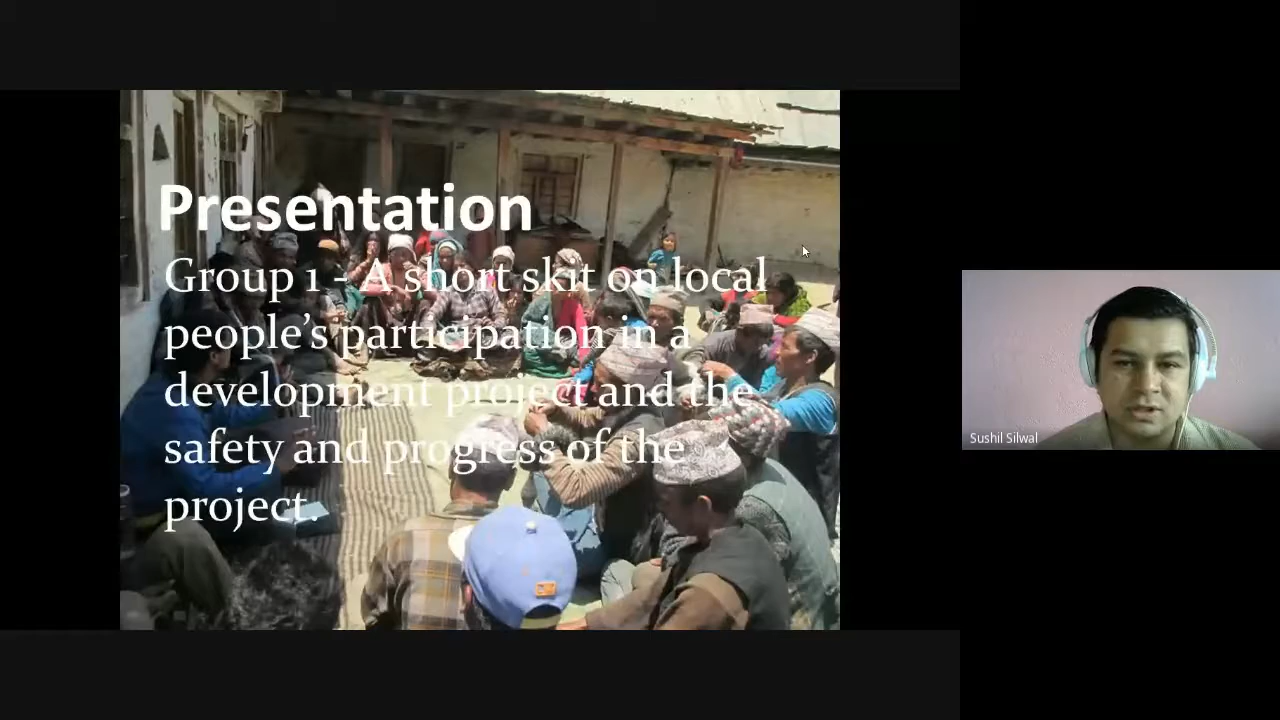 Presentation
Group 1 - A short skit on local
people's participation in a
development project and the
safety and progress of the
project.
Sushil Silwal